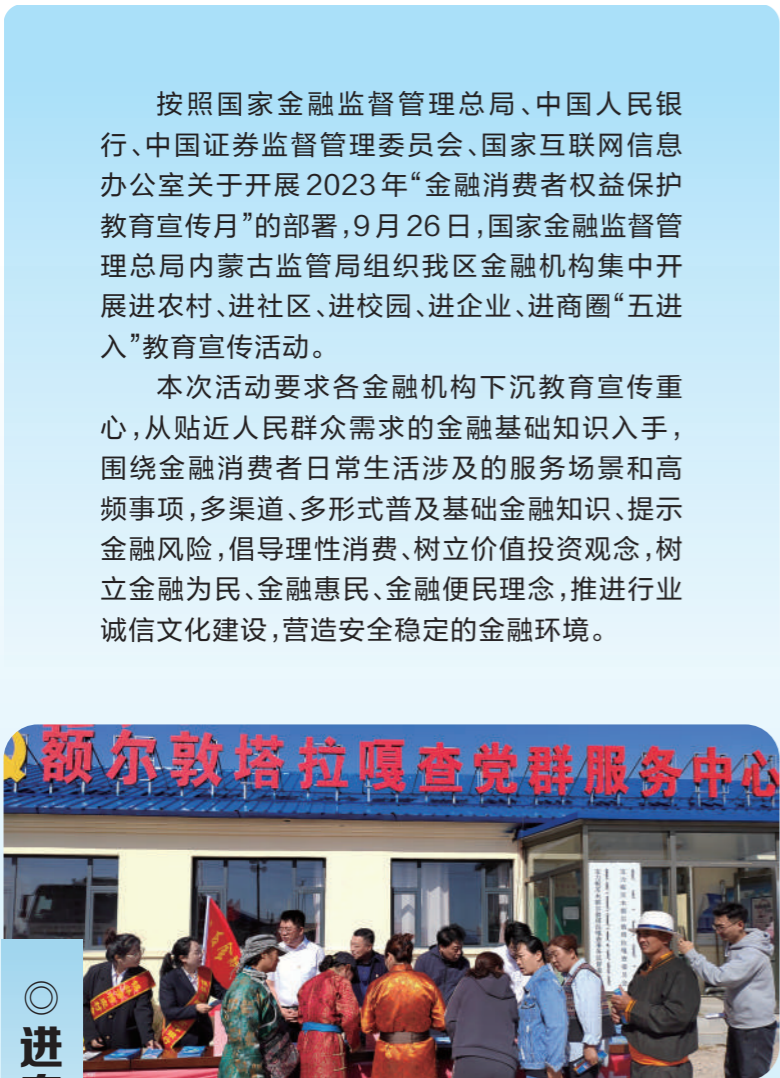 按照国家金融监督管理总局、中国人民银
行、中国证券监督管理委员会、国家互联网信息
办公室关于开展2023年“金融消费者权益保护
教育宣传月”的部署,9月26日,国家金融监督管
理总局内蒙古监管局组织我区金融机构集中开
展进农村、进社区、进校园、进企业、进商圈“五进
入”教育宣传活动。
本次活动要求各金融机构下沉教育宣传重
心,从贴近人民群众需求的金融基础知识入手,
围绕金融消费者日常生活涉及的服务场景和高
频事项,多渠道、多形式普及基础金融知识、提示
金融风险,倡导理性消费、树立价值投资观念,树
立金融为民、金融惠民、金融便民理念,推进行业
诚信文化建设,营造安全稳定的金融环境。
额尔敦塔拉嘎查党群服务中心
◎进